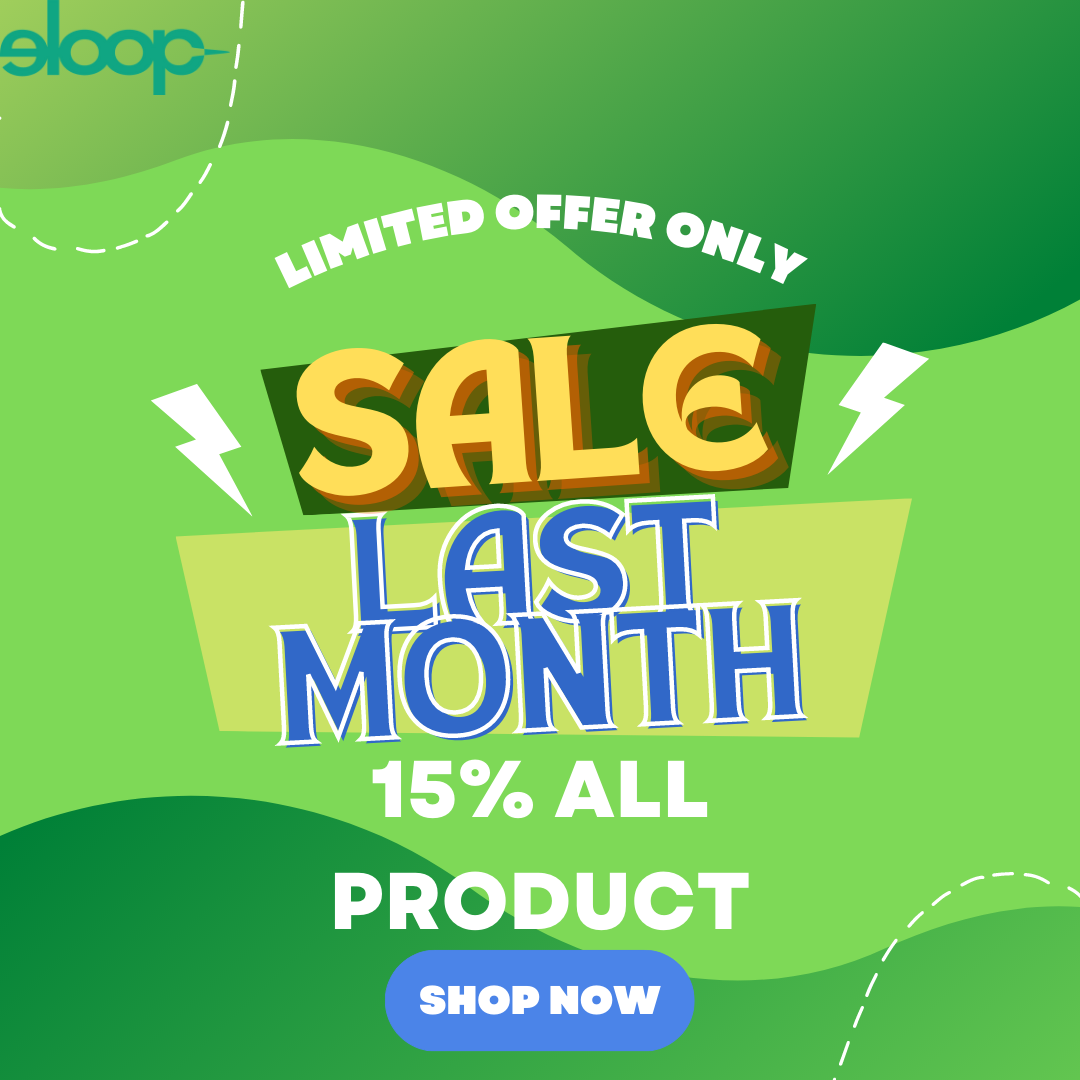 eloop
LIMITED OFFER ONLY
SALE
LAST
MONTH
15% ALL
PRODUCT
SHOP NOW